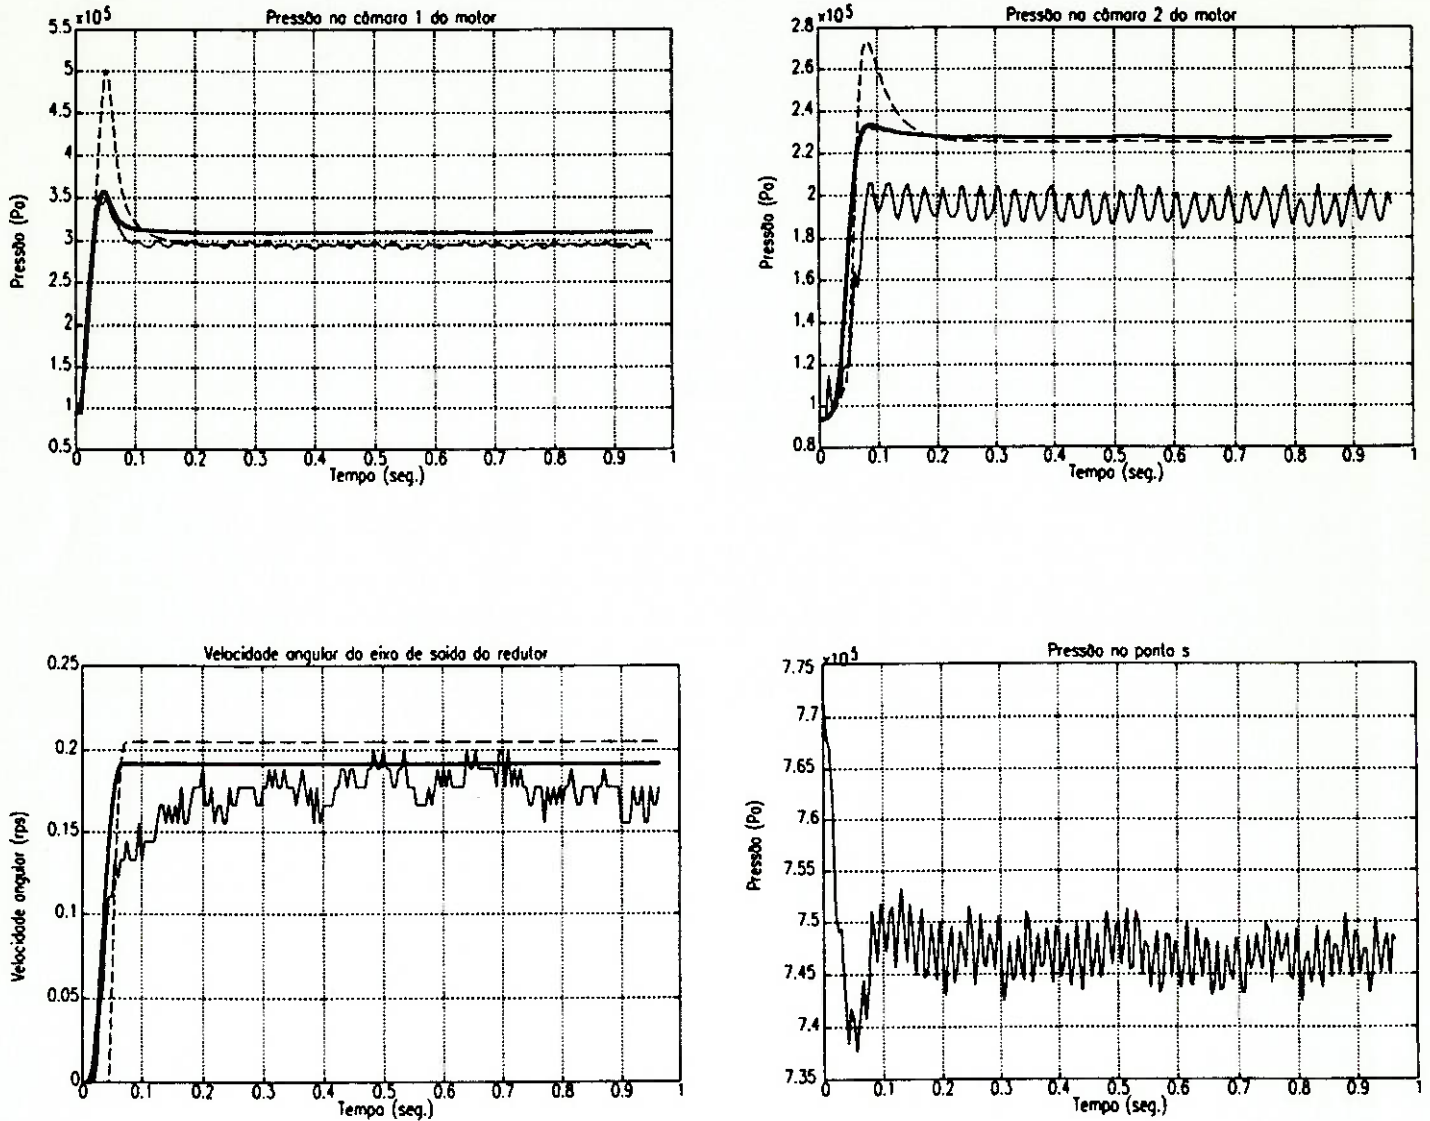 Pressão na câmara 1 do motor
x10⁵
5.5
5
4.5
4
3.5
3
2.5
2
1.5
1
0.5
Pressão (Pa)
0 0.1 0.2 0.3 0.4 0.5 0.6 0.7 0.8 0.9 1
Tempo (seg.)
Pressão na câmara 2 do motor
x10⁵
2.8
2.6
2.4
2.2
2
1.8
1.6
1.4
1.2
1
0.8
Pressão (Pa)
0 0.1 0.2 0.3 0.4 0.5 0.6 0.7 0.8 0.9 1
Tempo (seg.)
Velocidade angular do eixo de saída do redutor
0.25
0.2
0.15
0.1
0.05
0
Velocidade angular (rps)
0 0.1 0.2 0.3 0.4 0.5 0.6 0.7 0.8 0.9 1
Tempo (seg.)
Pressão no ponto s
x10⁵
7.75
7.7
7.65
7.6
7.55
7.5
7.45
7.4
7.35
Pressão (Pa)
0 0.1 0.2 0.3 0.4 0.5 0.6 0.7 0.8 0.9 1
Tempo (seg.)